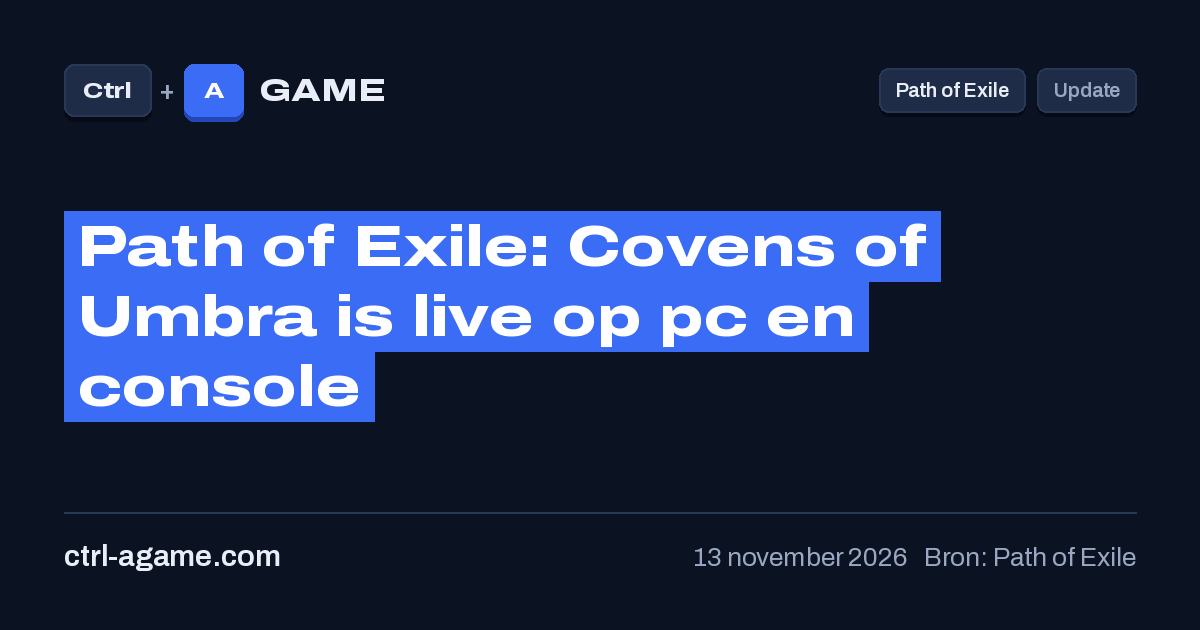 Ctrl + A GAME
Path of Exile Update
Path of Exile: Covens of
Umbra is live op pc en
console
ctrl-agame.com
13 november 2026 Bron: Path of Exile